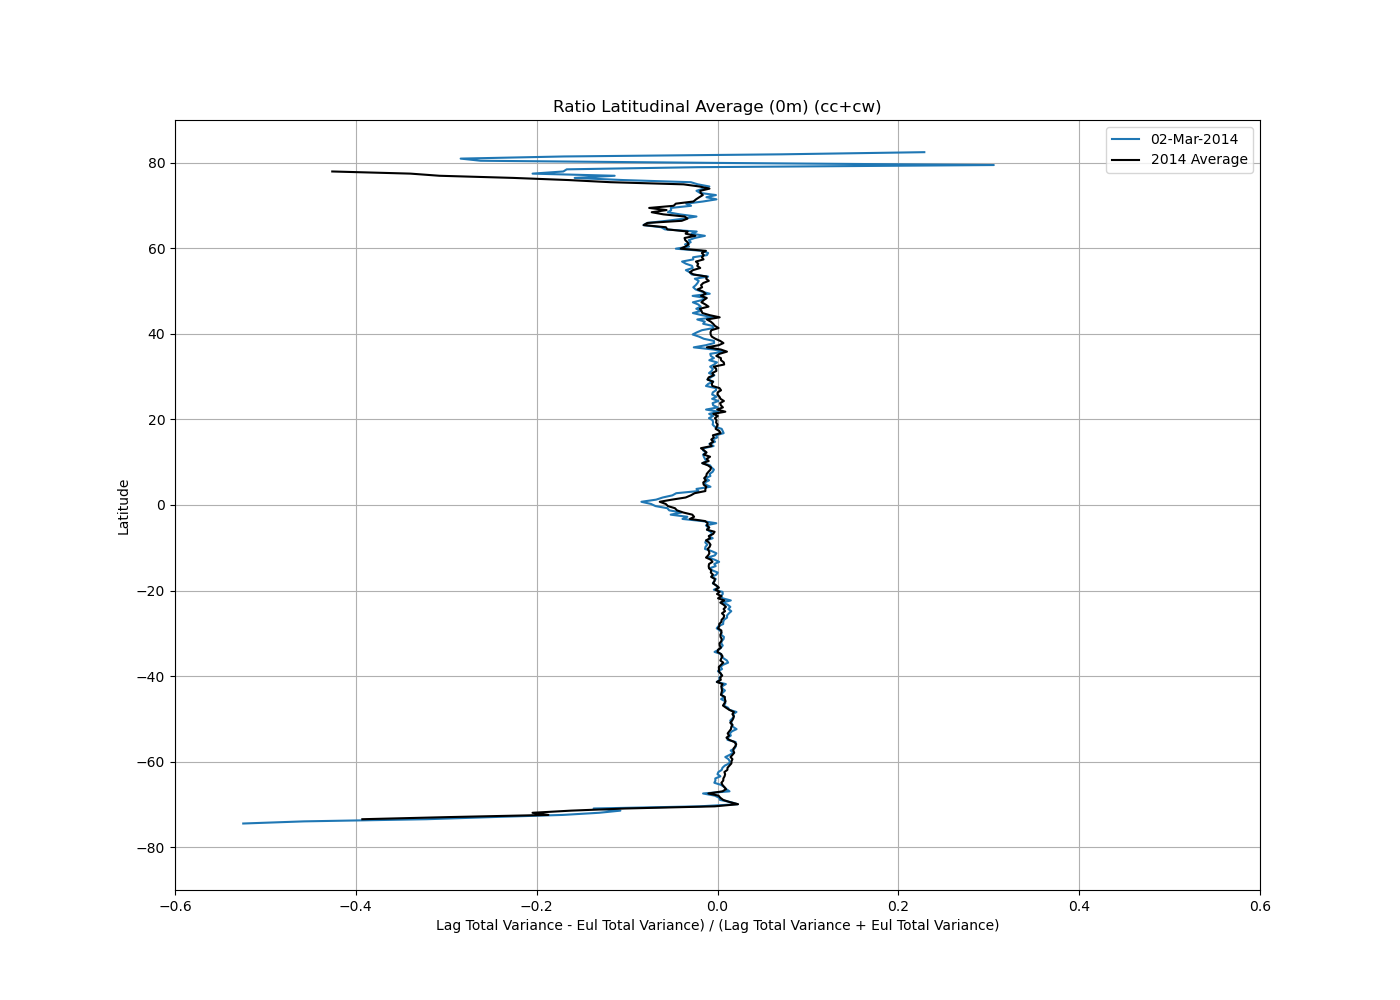 Ratio Latitudinal Average (0m) (cc+cw)
02-Mar-2014
2014 Average
80
60
40
20
0
−20
−40
−60
−80
Latitude
−0.6 −0.4 −0.2 0.0 0.2 0.4 0.6
Lag Total Variance - Eul Total Variance) / (Lag Total Variance + Eul Total Variance)